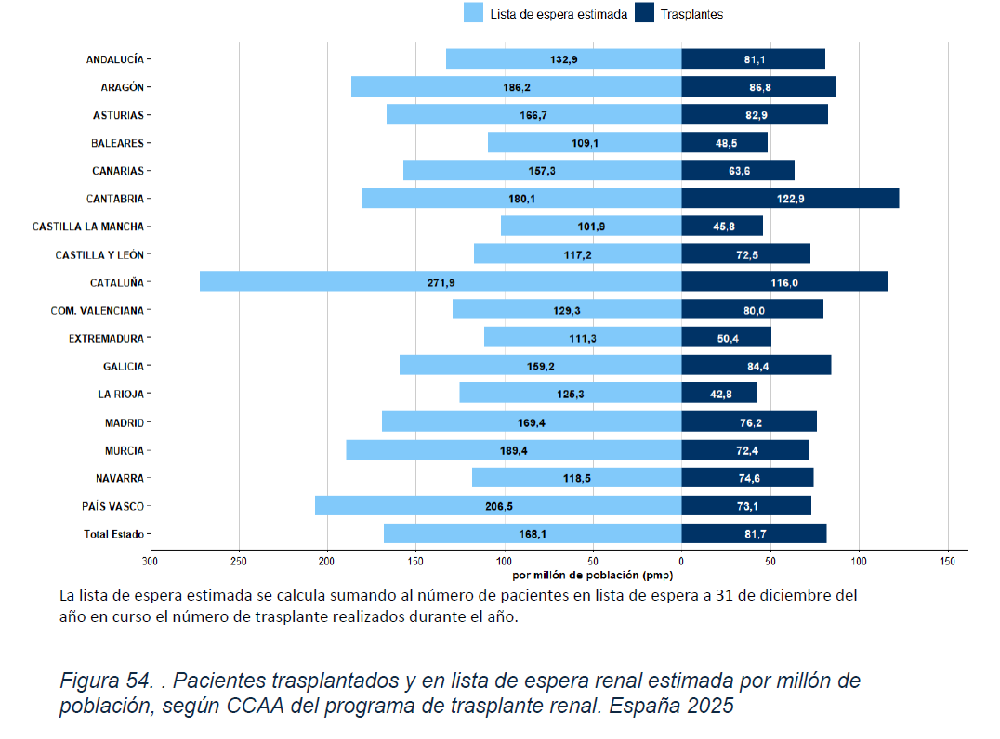 Lista de espera estimada Trasplantes
ANDALUCÍA 132,9 81,1
ARAGÓN 186,2 86,8
ASTURIAS 166,7 82,9
BALEARES 109,1 48,5
CANARIAS 157,3 63,6
CANTABRIA 180,1 122,9
CASTILLA LA MANCHA 101,9 45,8
CASTILLA Y LEÓN 117,2 72,5
CATALUÑA 271,9 116,0
COM. VALENCIANA 129,3 80,0
EXTREMADURA 111,3 50,4
GALICIA 159,2 84,4
LA RIOJA 125,3 42,8
MADRID 169,4 76,2
MURCIA 189,4 72,4
NAVARRA 118,5 74,6
PAÍS VASCO 206,5 73,1
Total Estado 168,1 81,7
300 250 200 150 100 50 0 50 100 150
por millón de población (pmp)
La lista de espera estimada se calcula sumando al número de pacientes en lista de espera a 31 de diciembre del
año en curso el número de trasplante realizados durante el año.
Figura 54. . Pacientes trasplantados y en lista de espera renal estimada por millón de
población, según CCAA del programa de trasplante renal. España 2025